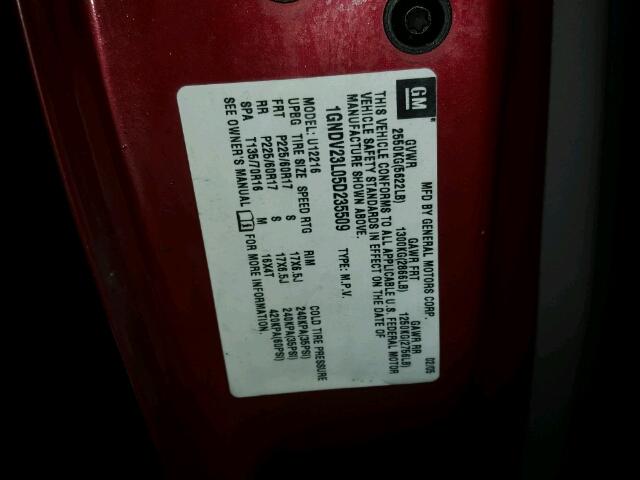 GM MFD BY GENERAL MOTORS CORP. 02/05
GVWR GAWR FRT GAWR RR
2550KG(5622LB) 1300KG(2866LB) 1250KG(2756LB)
THIS VEHICLE CONFORMS TO ALL APPLICABLE U.S. FEDERAL MOTOR
VEHICLE SAFETY STANDARDS IN EFFECT ON THE DATE OF
MANUFACTURE SHOWN ABOVE.
1GNDV23L05D235509 TYPE: M.P.V.
MODEL: U12216
UPBG TIRE SIZE SPEED RTG RIM COLD TIRE PRESSURE
FRT P225/60R17 S 17X6.5J 240KPA(35PSI)
RR P225/60R17 S 17X6.5J 240KPA(35PSI)
SPA T135/70R16 M 16X4T 420KPA(60PSI)
SEE OWNER'S MANUAL FOR MORE INFORMATION.